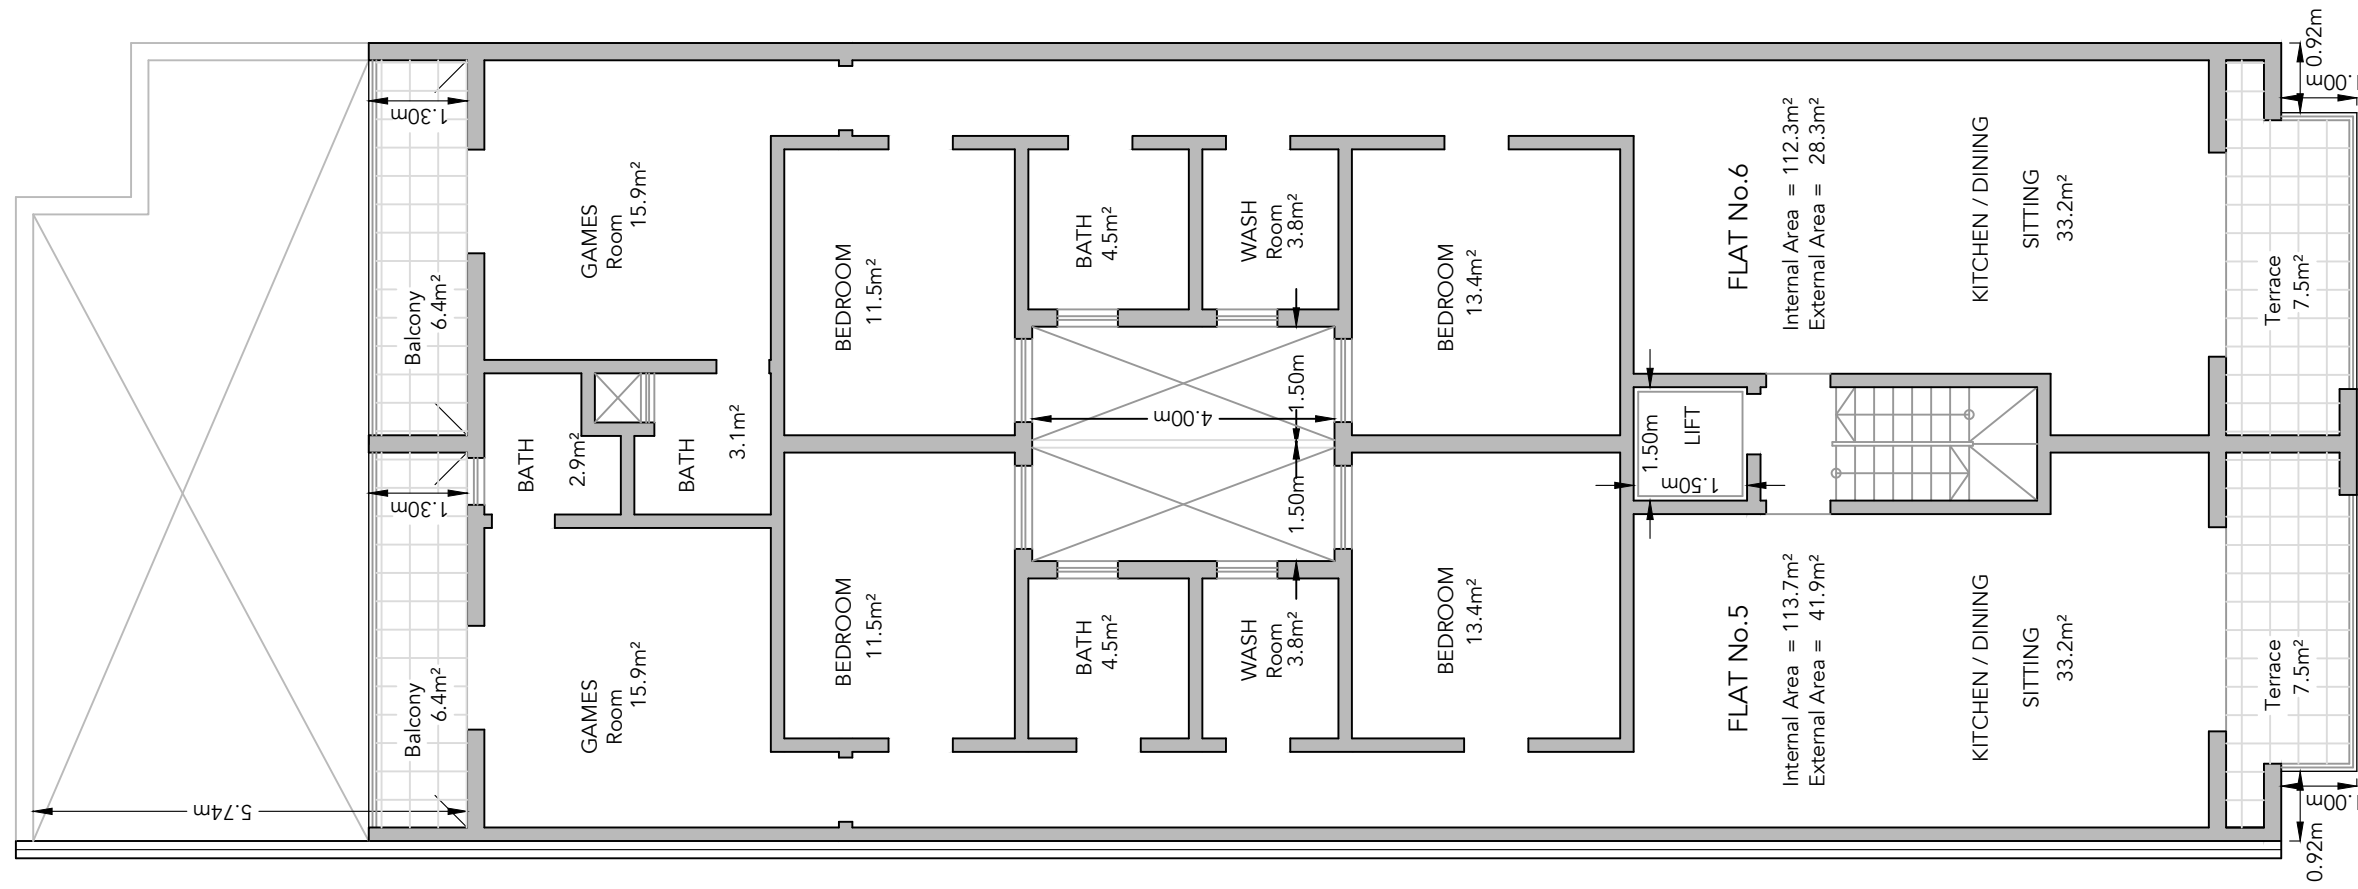 1.30m
Balcony
6.4m²
GAMES
Room
15.9m²
BATH
2.9m²
BATH
3.1m²
BEDROOM
11.5m²
BATH
4.5m²
WASH
Room
3.8m²
BEDROOM
13.4m²
FLAT No.6
Internal Area = 112.3m²
External Area = 28.3m²
KITCHEN / DINING
SITTING
33.2m²
Terrace
7.5m²
0.92m
.00m
4.00m
1.50m
1.50m
1.50m
LIFT
1.50m
1.30m
Balcony
6.4m²
5.74m
GAMES
Room
15.9m²
BEDROOM
11.5m²
BATH
4.5m²
WASH
Room
3.8m²
BEDROOM
13.4m²
FLAT No.5
Internal Area = 113.7m²
External Area = 41.9m²
KITCHEN / DINING
SITTING
33.2m²
Terrace
7.5m²
.00m
0.92m